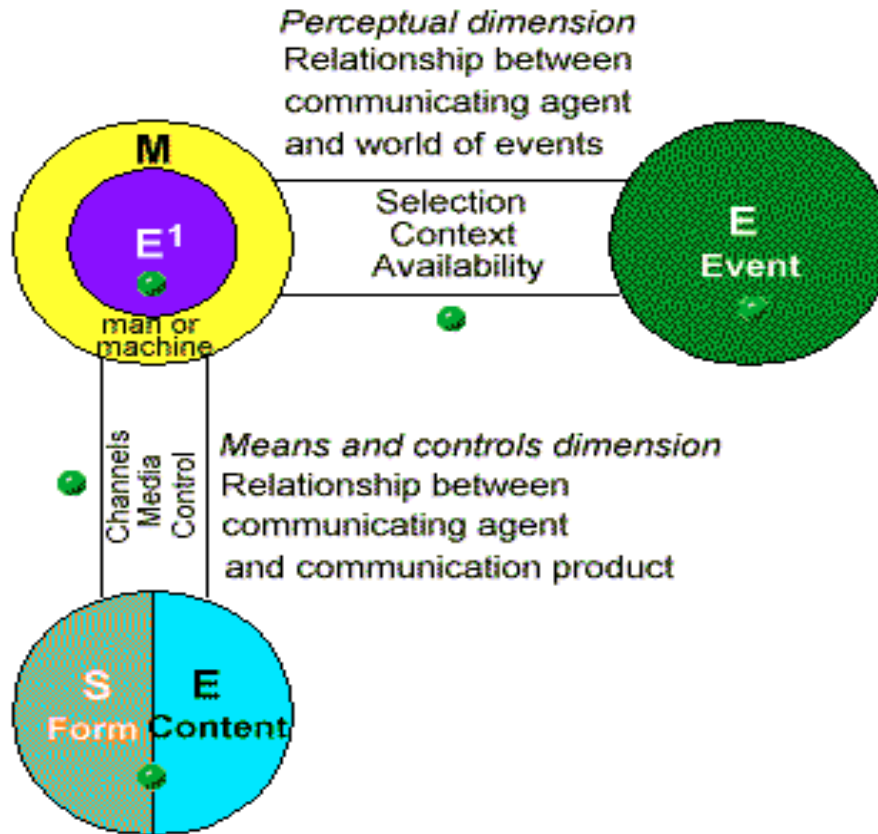 Perceptual dimension
Relationship between
communicating agent
and world of events
M
E¹
man or
machine
Selection
Context
Availability
E
Event
Channels
Media
Control
Means and controls dimension
Relationship between
communicating agent
and communication product
S
Form
E
Content